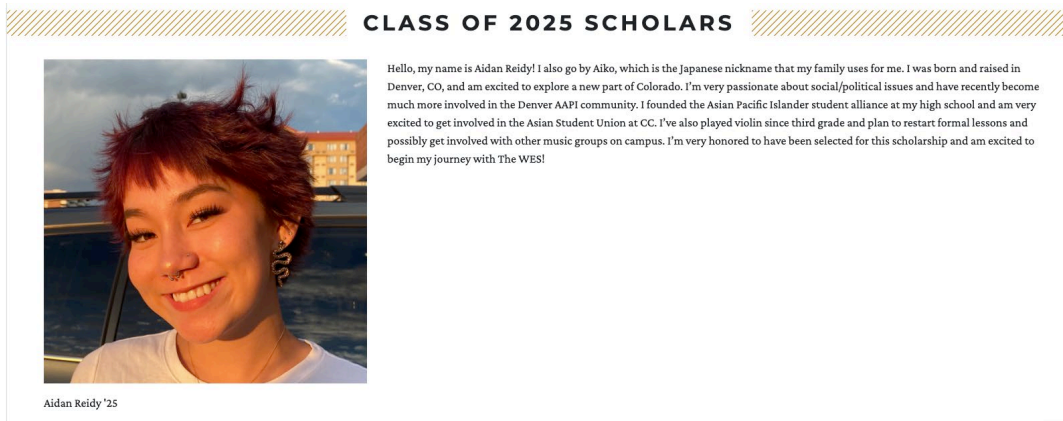 CLASS OF 2025 SCHOLARS
Hello, my name is Aidan Reidy! I also go by Aiko, which is the Japanese nickname that my family uses for me. I was born and raised in
Denver, CO, and am excited to explore a new part of Colorado. I'm very passionate about social/political issues and have recently become
much more involved in the Denver AAPI community. I founded the Asian Pacific Islander student alliance at my high school and am very
excited to get involved in the Asian Student Union at CC. I've also played violin since third grade and plan to restart formal lessons and
possibly get involved with other music groups on campus. I'm very honored to have been selected for this scholarship and am excited to
begin my journey with The WES!
Aidan Reidy '25